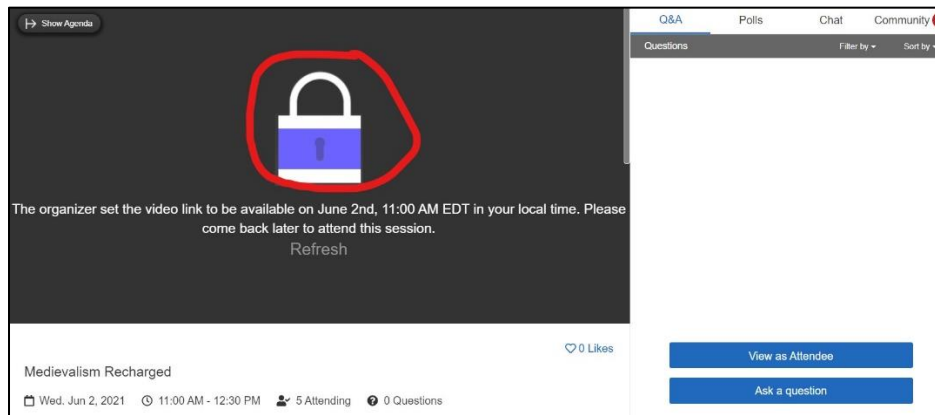 Show Agenda
The organizer set the video link to be available on June 2nd, 11:00 AM EDT in your local time. Please
come back later to attend this session.
Refresh
0 Likes
Medievalism Recharged
Wed. Jun 2, 2021 11:00 AM - 12:30 PM 5 Attending 0 Questions
Q&A Polls Chat Community
Questions Filter by Sort by
View as Attendee
Ask a question